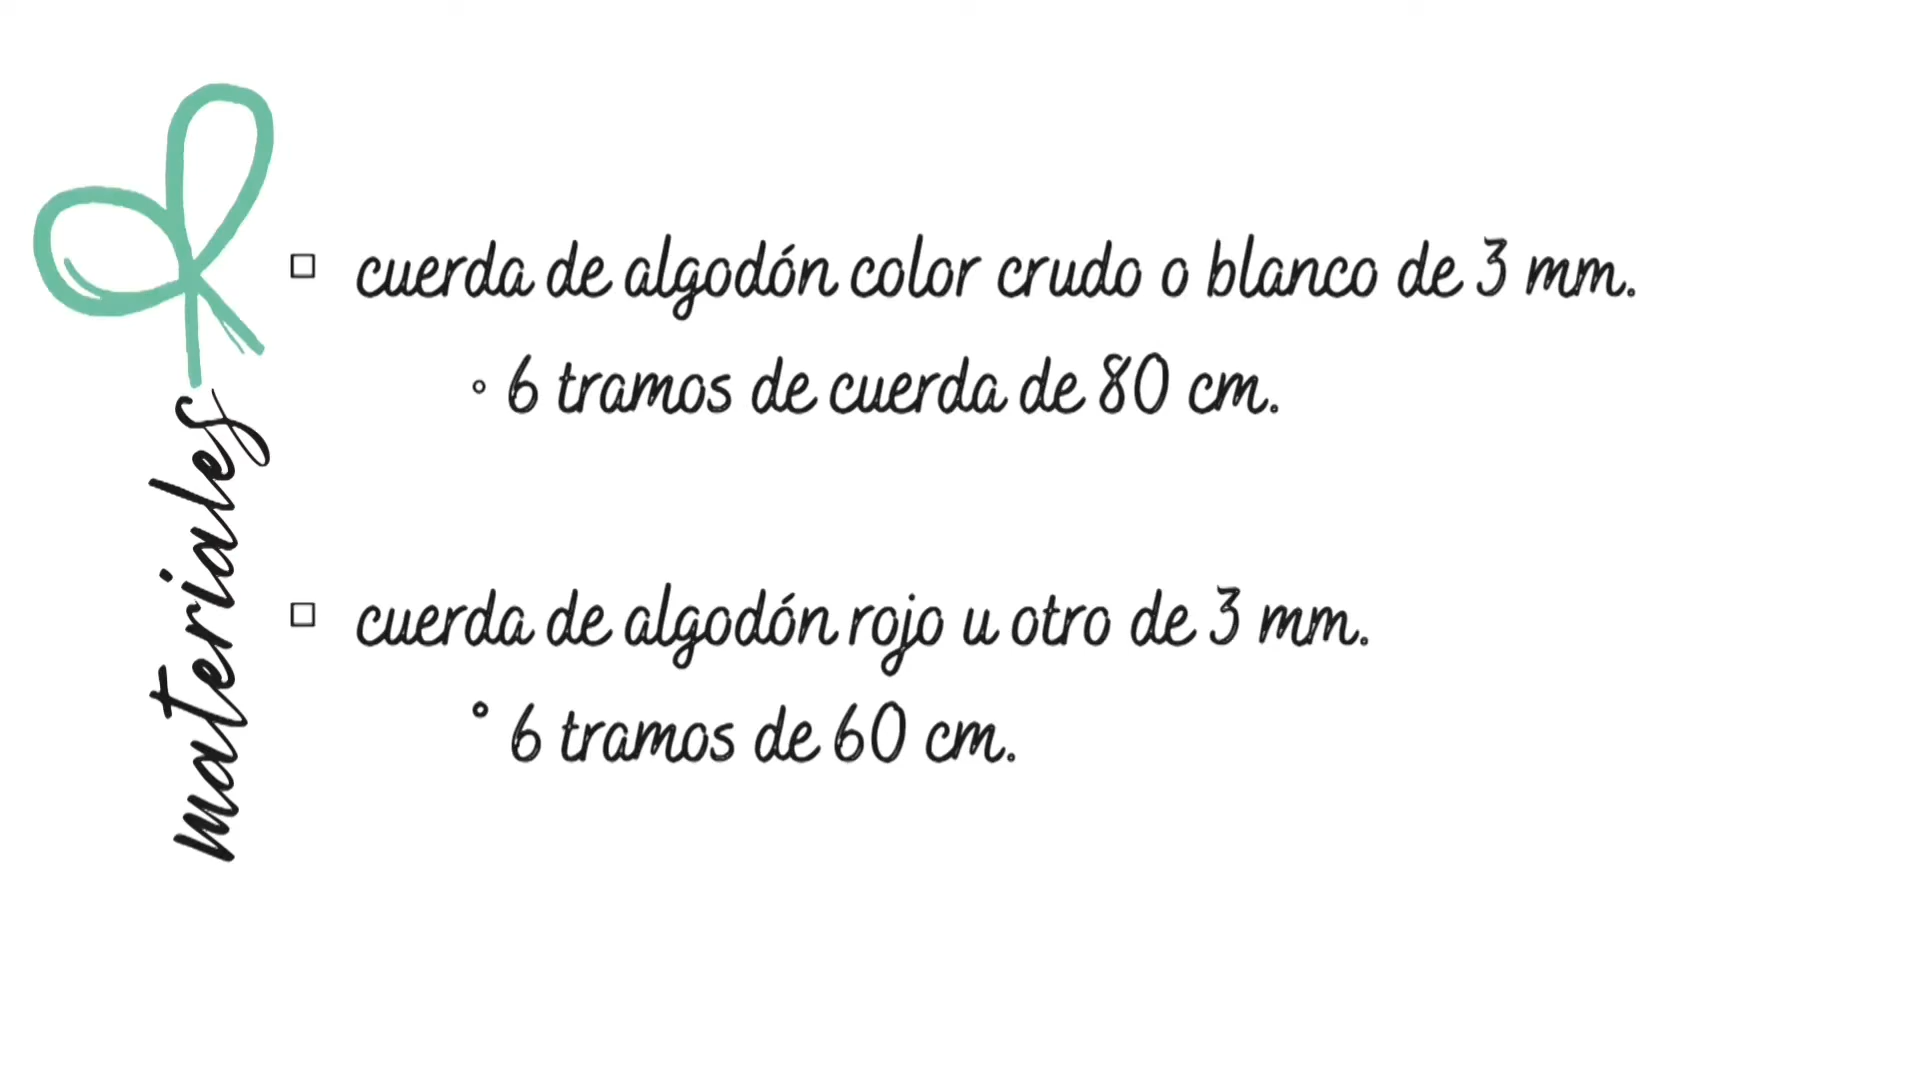 materiales
cuerda de algodón color crudo o blanco de 3 mm.
6 tramos de cuerda de 80 cm.
cuerda de algodón rojo u otro de 3 mm.
6 tramos de 60 cm.